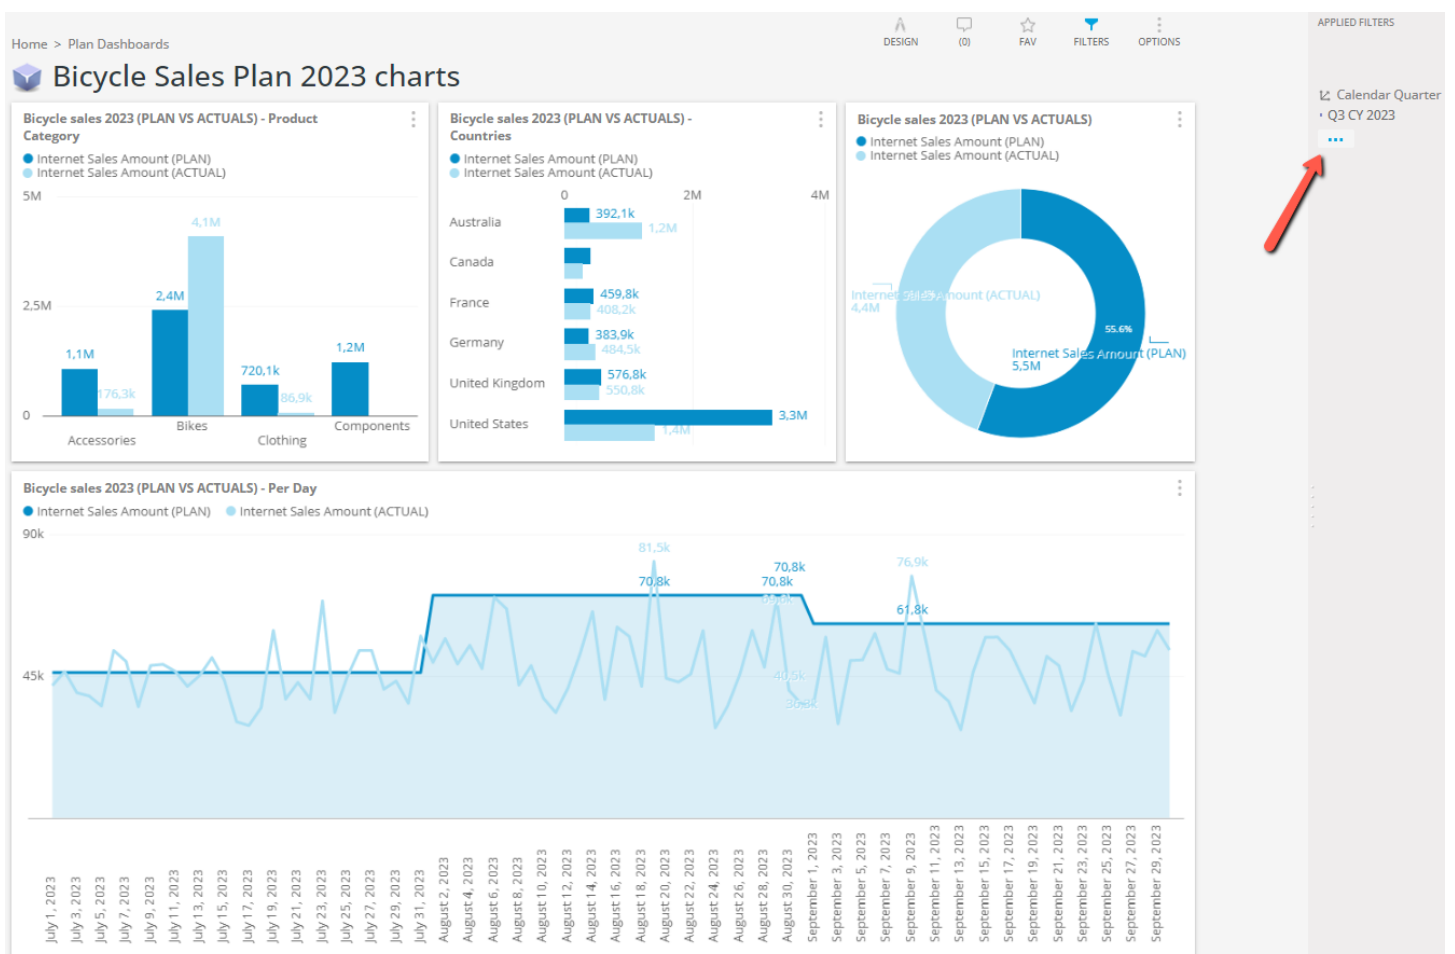 Home > Plan Dashboards
Bicycle Sales Plan 2023 charts
DESIGN
(0)
FAV
FILTERS
OPTIONS
APPLIED FILTERS
Calendar Quarter
Q3 CY 2023
Bicycle sales 2023 (PLAN VS ACTUALS) - Product
Category
Internet Sales Amount (PLAN)
Internet Sales Amount (ACTUAL)
5M
2,5M
0
1,1M
176,3k
2,4M
4,1M
720,1k
86,9k
1,2M
Accessories
Bikes
Clothing
Components
Bicycle sales 2023 (PLAN VS ACTUALS) -
Countries
Internet Sales Amount (PLAN)
Internet Sales Amount (ACTUAL)
0
2M
4M
Australia
392,1k
1,2M
Canada
France
459,8k
408,2k
Germany
383,9k
484,5k
United Kingdom
576,8k
550,8k
United States
3,3M
1,4M
Bicycle sales 2023 (PLAN VS ACTUALS)
Internet Sales Amount (PLAN)
Internet Sales Amount (ACTUAL)
Internet Sales Amount (ACTUAL)
4,4M
55.6%
Internet Sales Amount (PLAN)
5,5M
Bicycle sales 2023 (PLAN VS ACTUALS) - Per Day
Internet Sales Amount (PLAN)
Internet Sales Amount (ACTUAL)
90k
45k
81,5k
70,8k
70,8k
70,8k
40,5k
76,9k
61,8k
July 1, 2023
July 3, 2023
July 5, 2023
July 7, 2023
July 9, 2023
July 11, 2023
July 13, 2023
July 15, 2023
July 17, 2023
July 19, 2023
July 21, 2023
July 23, 2023
July 25, 2023
July 27, 2023
July 29, 2023
July 31, 2023
August 2, 2023
August 4, 2023
August 6, 2023
August 8, 2023
August 10, 2023
August 12, 2023
August 14, 2023
August 16, 2023
August 18, 2023
August 20, 2023
August 22, 2023
August 24, 2023
August 26, 2023
August 28, 2023
August 30, 2023
September 1, 2023
September 3, 2023
September 5, 2023
September 7, 2023
September 9, 2023
September 11, 2023
September 13, 2023
September 15, 2023
September 17, 2023
September 19, 2023
September 21, 2023
September 23, 2023
September 25, 2023
September 27, 2023
September 29, 2023